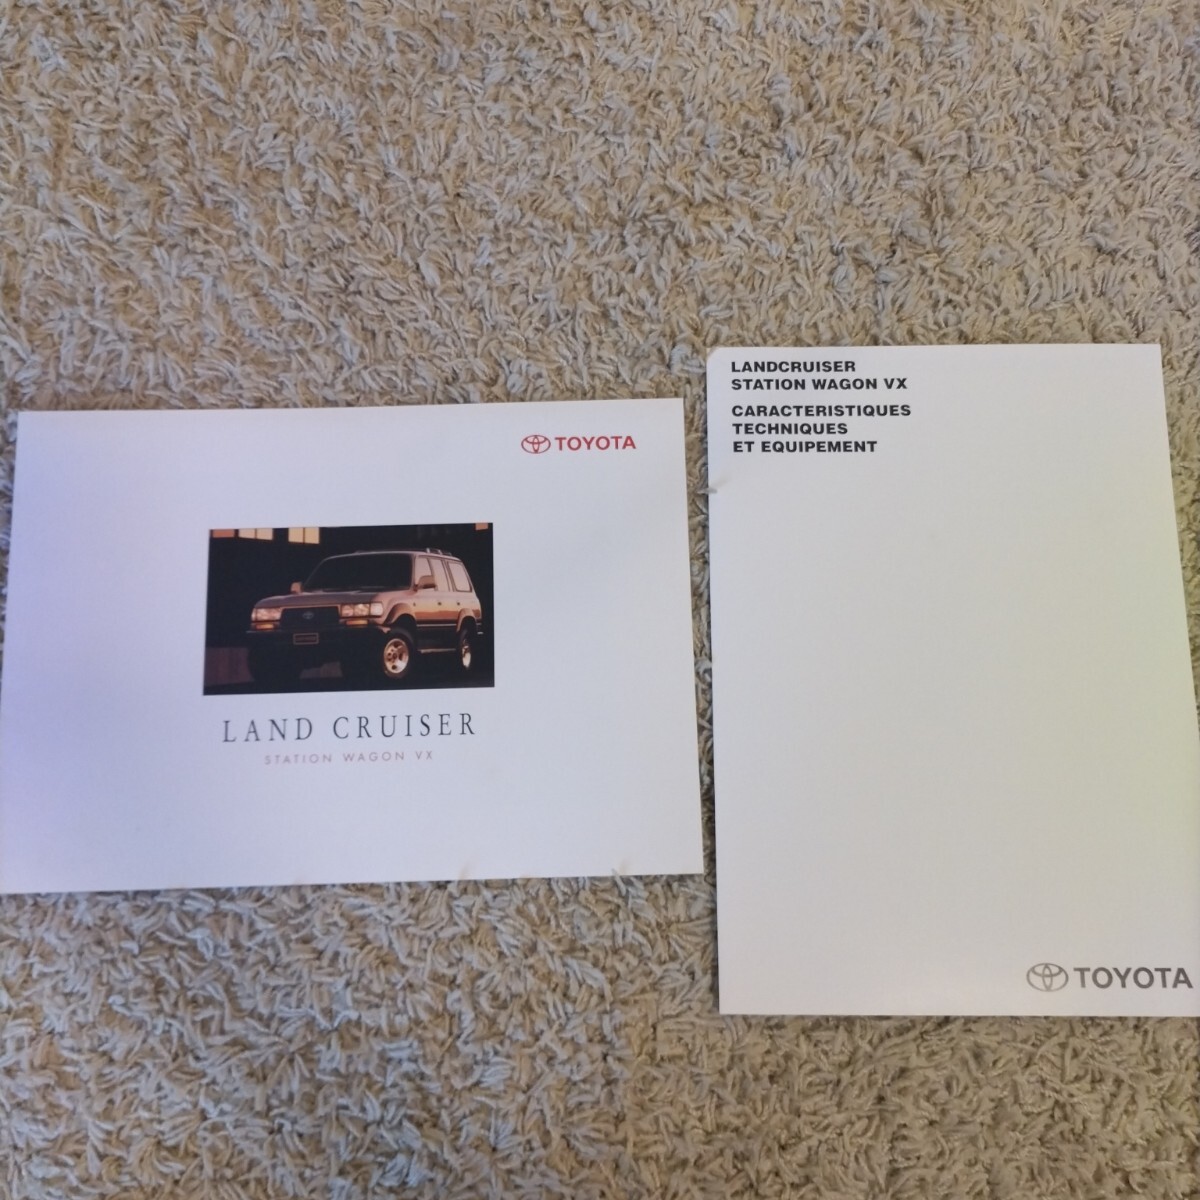 TOYOTA
LAND CRUISER
STATION WAGON VX
LANDCRUISER
STATION WAGON VX
CARACTERISTIQUES
TECHNIQUES
ET EQUIPEMENT
TOYOTA